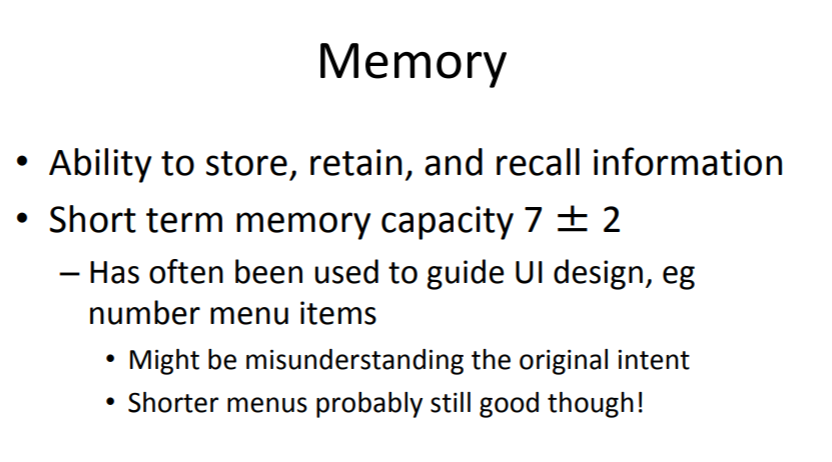 Memory
• Ability to store, retain, and recall information
• Short term memory capacity 7 ± 2
– Has often been used to guide UI design, eg
number menu items
• Might be misunderstanding the original intent
• Shorter menus probably still good though!